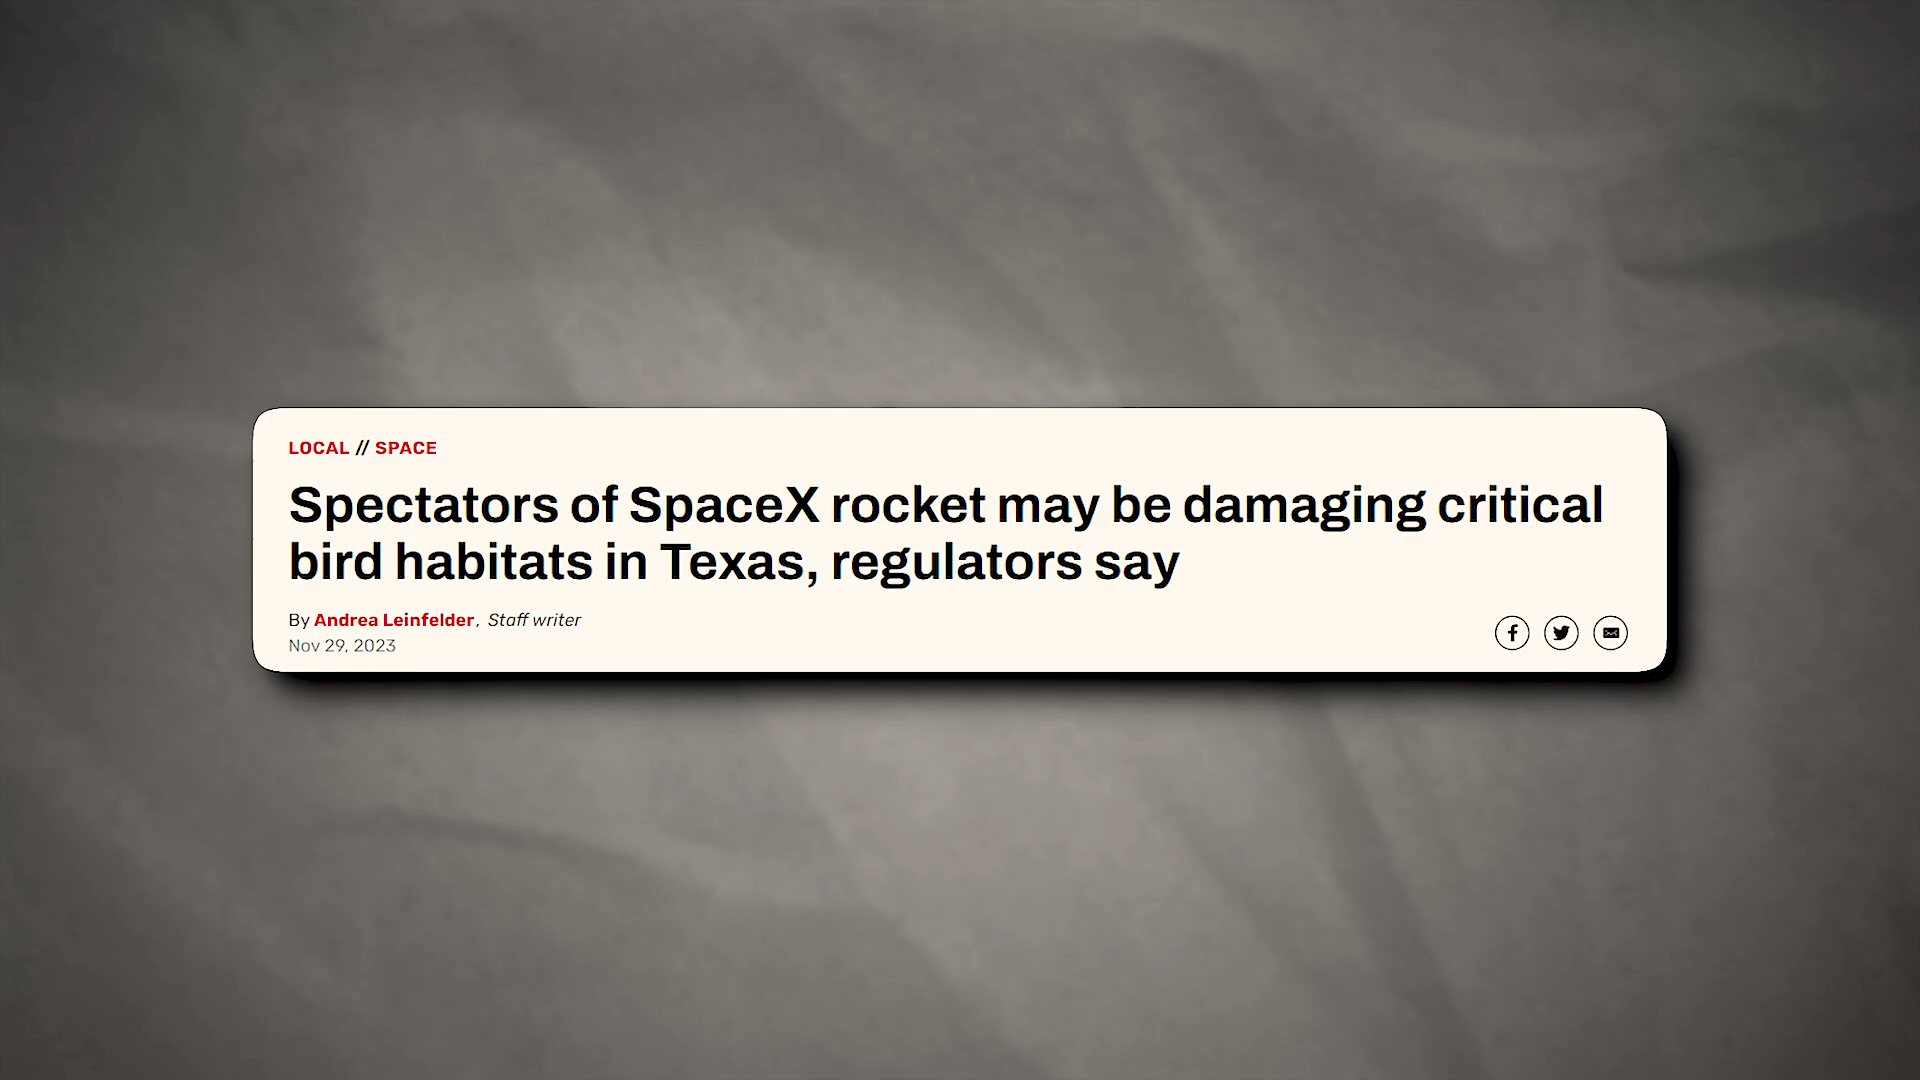 LOCAL // SPACE
Spectators of SpaceX rocket may be damaging critical
bird habitats in Texas, regulators say
By Andrea Leinfelder, Staff writer
Nov 29, 2023